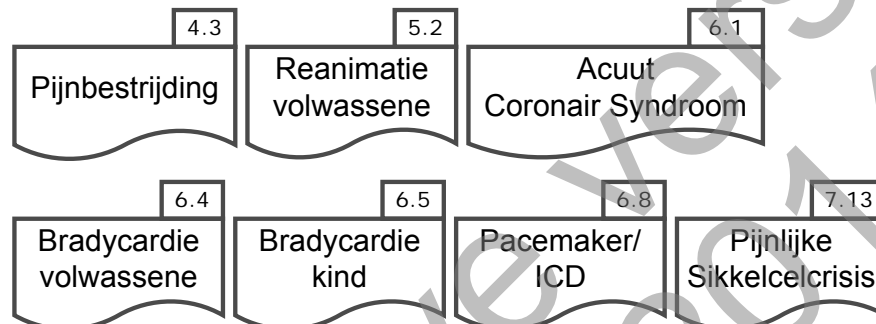 4.3
Pijnbestrijding
5.2
Reanimatie
volwassene
6.1
Acuut
Coronair Syndroom
6.4
Bradycardie
volwassene
6.5
Bradycardie
kind
6.8
Pacemaker/
ICD
7.13
Pijnlijke
Sikkelcelcrisis